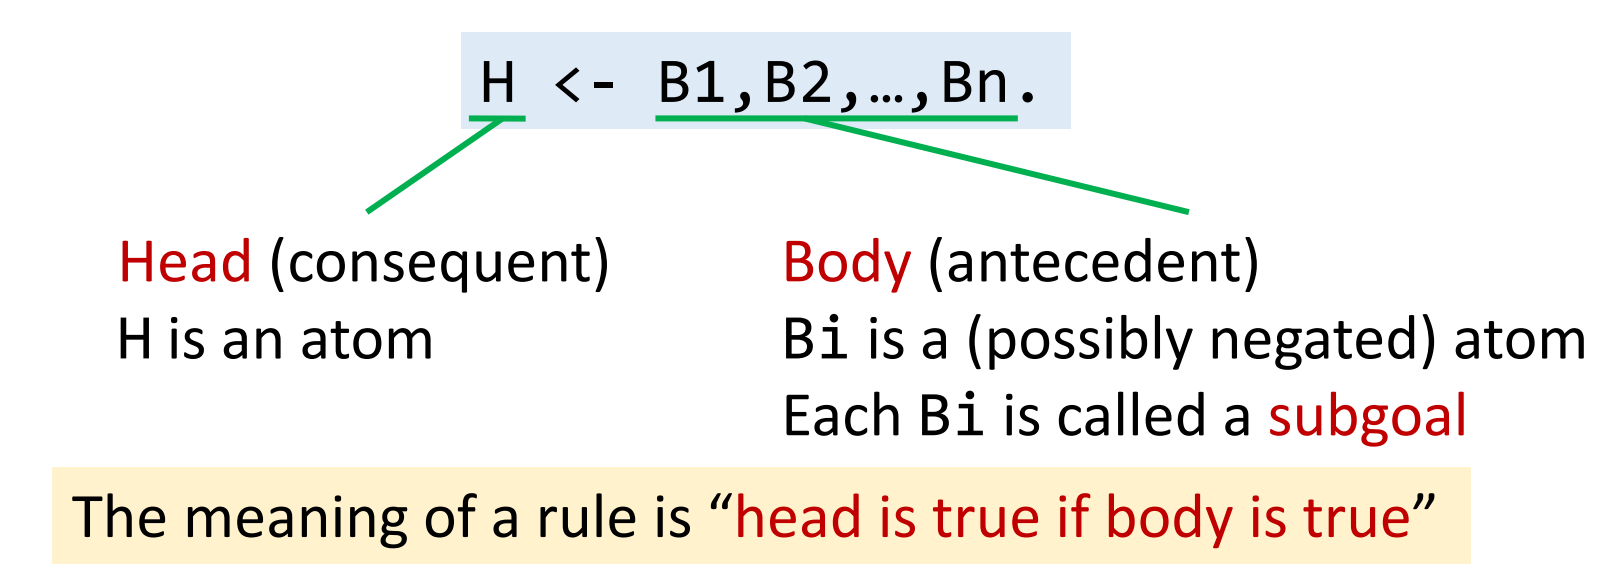 H <- B1,B2,…,Bn.
Head (consequent)
H is an atom
Body (antecedent)
Bi is a (possibly negated) atom
Each Bi is called a subgoal
The meaning of a rule is “head is true if body is true”